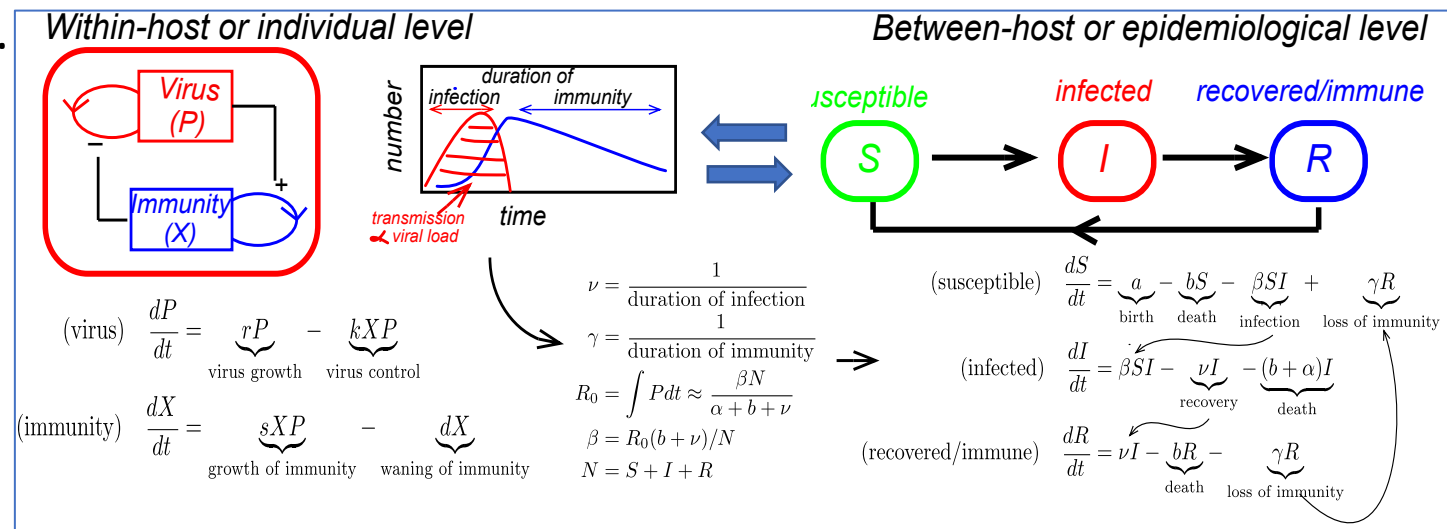 Within-host or individual level
Between-host or epidemiological level
Virus
(P)
−
+
Immunity
(X)
number
duration of
infection
immunity
transmission
∝ viral load
time
usceptible
infected
recovered/immune
S
I
R
(virus) dP/dt = rP − kXP
virus growth virus control
(immunity) dX/dt = sXP − dX
growth of immunity waning of immunity
ν = 1/duration of infection
γ = 1/duration of immunity
R₀ = ∫ Pdt ≈ βN/α + b + ν
β = R₀(b + ν)/N
N = S + I + R
(susceptible) dS/dt = a − bS − βSI + γR
birth death infection loss of immunity
(infected) dI/dt = βSI − νI − (b + α)I
recovery death
(recovered/immune) dR/dt = νI − bR − γR
death loss of immunity